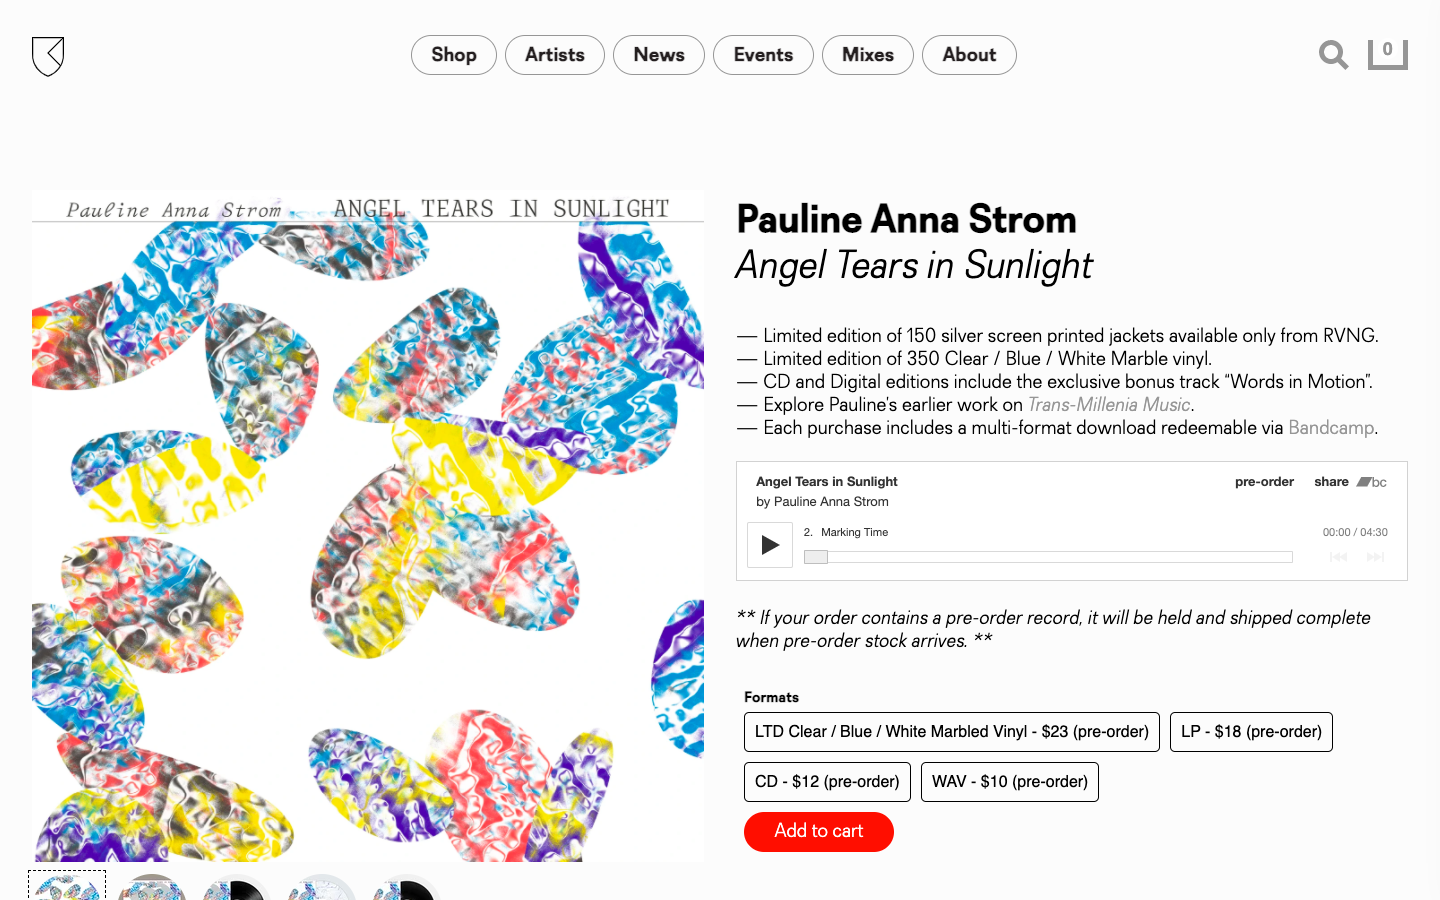 Shop
Artists
News
Events
Mixes
About
0
Pauline Anna Strom ANGEL TEARS IN SUNLIGHT
Pauline Anna Strom
Angel Tears in Sunlight
— Limited edition of 150 silver screen printed jackets available only from RVNG.
— Limited edition of 350 Clear / Blue / White Marble vinyl.
— CD and Digital editions include the exclusive bonus track “Words in Motion”.
— Explore Pauline's earlier work on Trans-Millenia Music.
— Each purchase includes a multi-format download redeemable via Bandcamp.
Angel Tears in Sunlight
pre-order share bc
by Pauline Anna Strom
2. Marking Time
00:00 / 04:30
** If your order contains a pre-order record, it will be held and shipped complete
when pre-order stock arrives. **
Formats
LTD Clear / Blue / White Marbled Vinyl - $23 (pre-order)
LP - $18 (pre-order)
CD - $12 (pre-order)
WAV - $10 (pre-order)
Add to cart